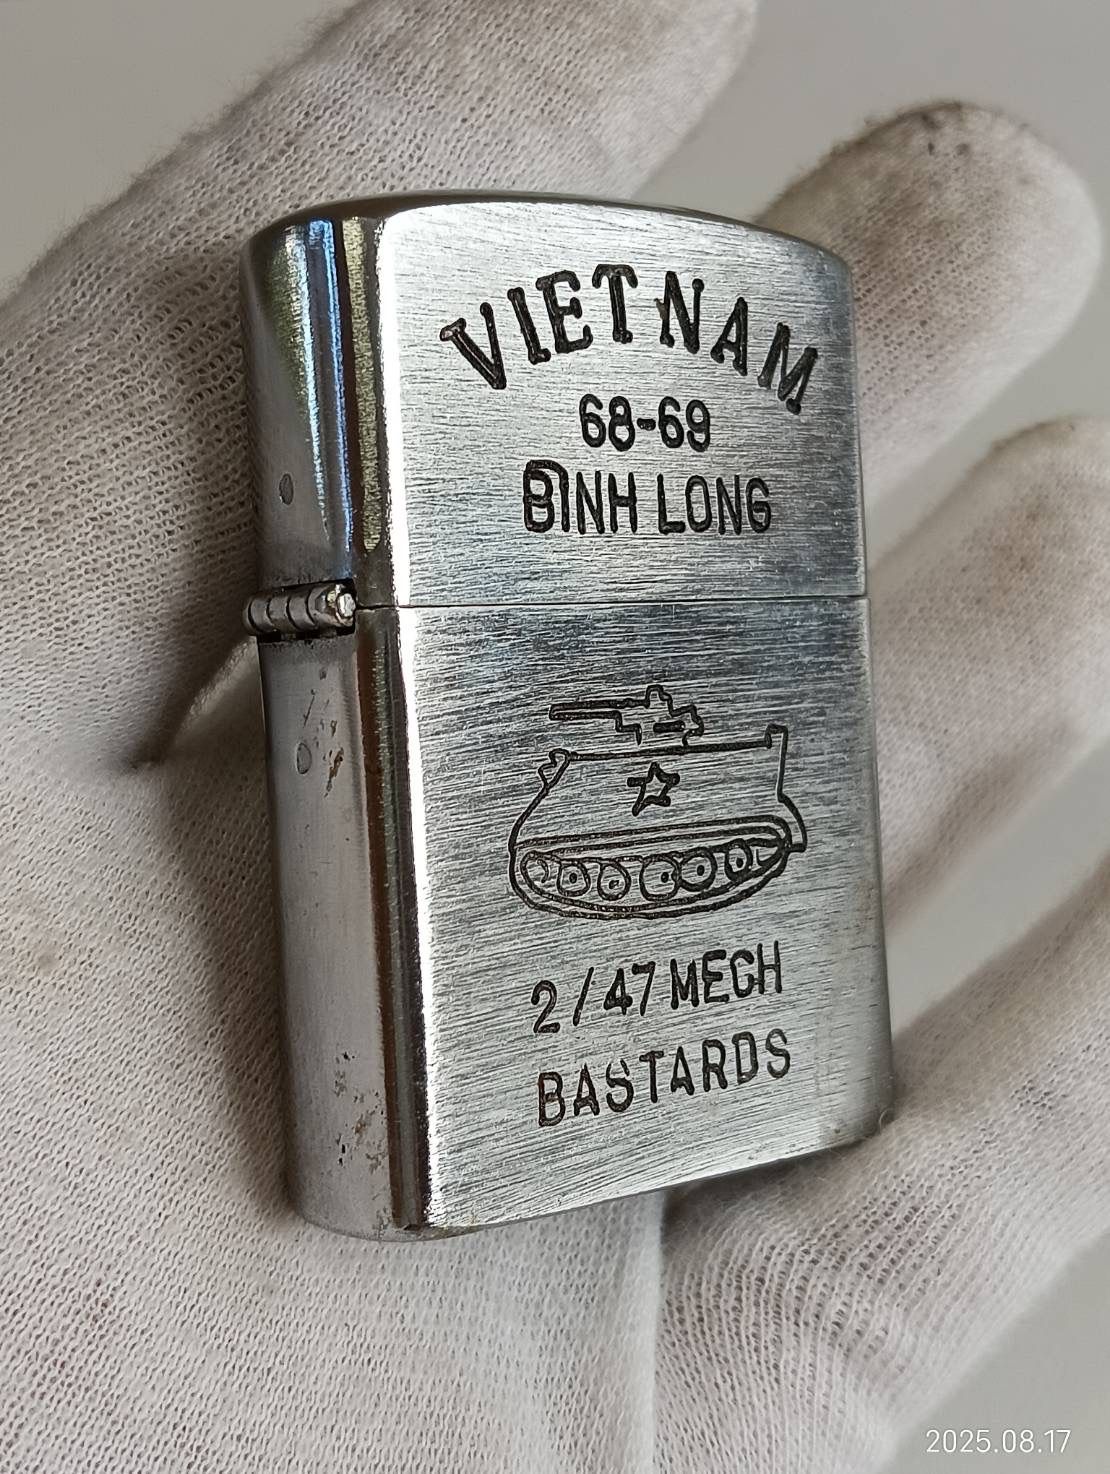 VIETNAM
68-69
BINH LONG
2/47 MECH
BASTARDS
2025.08.17